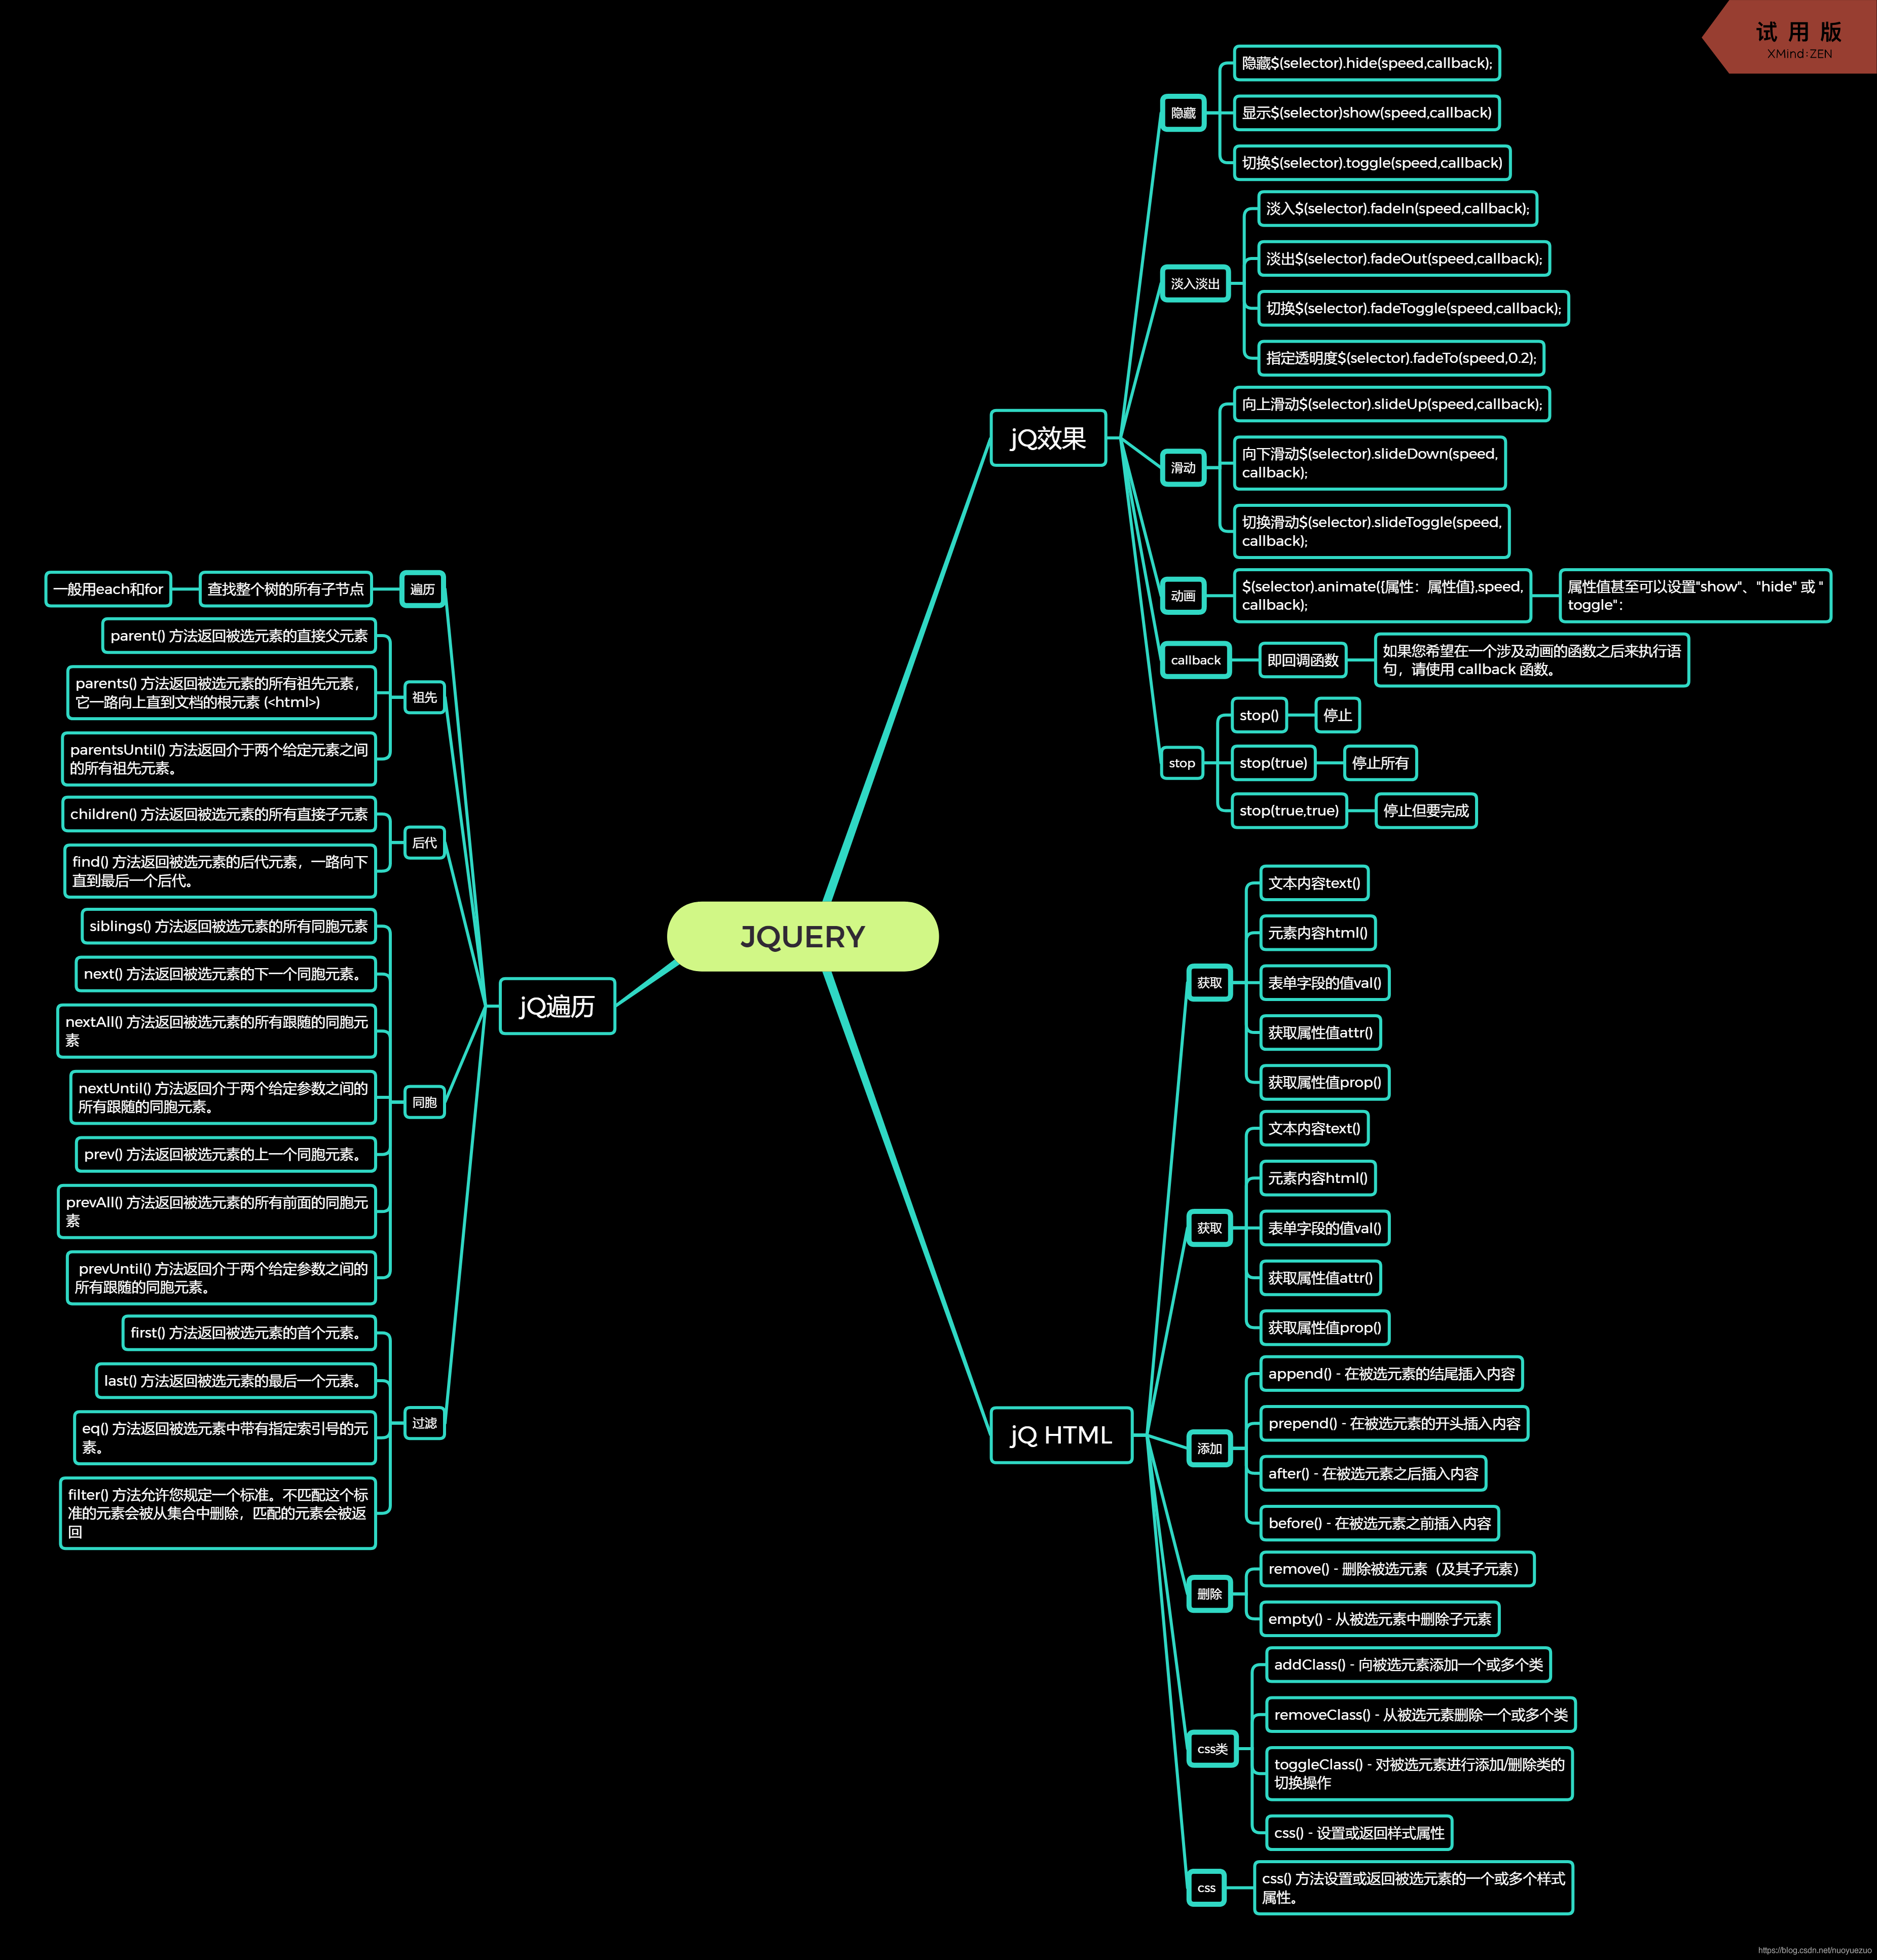 试用版
XMind:ZEN
JQUERY
jQ效果
隐藏
隐藏$(selector).hide(speed,callback);
显示$(selector)show(speed,callback)
切换$(selector).toggle(speed,callback)
淡入淡出
淡入$(selector).fadeIn(speed,callback);
淡出$(selector).fadeOut(speed,callback);
切换$(selector).fadeToggle(speed,callback);
指定透明度$(selector).fadeTo(speed,0.2);
滑动
向上滑动$(selector).slideUp(speed,callback);
向下滑动$(selector).slideDown(speed,
callback);
切换滑动$(selector).slideToggle(speed,
callback);
动画
$(selector).animate({属性：属性值},speed,
callback);
属性值甚至可以设置"show"、"hide" 或 "
toggle"：
callback
即回调函数
如果您希望在一个涉及动画的函数之后来执行语
句，请使用 callback 函数。
stop
stop()
停止
stop(true)
停止所有
stop(true,true)
停止但要完成
jQ HTML
获取
文本内容text()
元素内容html()
表单字段的值val()
获取属性值attr()
获取属性值prop()
获取
文本内容text()
元素内容html()
表单字段的值val()
获取属性值attr()
获取属性值prop()
添加
append() - 在被选元素的结尾插入内容
prepend() - 在被选元素的开头插入内容
after() - 在被选元素之后插入内容
before() - 在被选元素之前插入内容
删除
remove() - 删除被选元素（及其子元素）
empty() - 从被选元素中删除子元素
css类
addClass() - 向被选元素添加一个或多个类
removeClass() - 从被选元素删除一个或多个类
toggleClass() - 对被选元素进行添加/删除类的
切换操作
css() - 设置或返回样式属性
css
css() 方法设置或返回被选元素的一个或多个样式
属性。
jQ遍历
遍历
查找整个树的所有子节点
一般用each和for
祖先
parent() 方法返回被选元素的直接父元素
parents() 方法返回被选元素的所有祖先元素，
它一路向上直到文档的根元素 (<html>)
parentsUntil() 方法返回介于两个给定元素之间
的所有祖先元素。
后代
children() 方法返回被选元素的所有直接子元素
find() 方法返回被选元素的后代元素，一路向下
直到最后一个后代。
同胞
siblings() 方法返回被选元素的所有同胞元素
next() 方法返回被选元素的下一个同胞元素。
nextAll() 方法返回被选元素的所有跟随的同胞元
素
nextUntil() 方法返回介于两个给定参数之间的
所有跟随的同胞元素。
prev() 方法返回被选元素的上一个同胞元素。
prevAll() 方法返回被选元素的所有前面的同胞元
素
prevUntil() 方法返回介于两个给定参数之间的
所有跟随的同胞元素。
过滤
first() 方法返回被选元素的首个元素。
last() 方法返回被选元素的最后一个元素。
eq() 方法返回被选元素中带有指定索引号的元
素。
filter() 方法允许您规定一个标准。不匹配这个标
准的元素会被从集合中删除，匹配的元素会被返
回
https://blog.csdn.net/nuoyuezuo